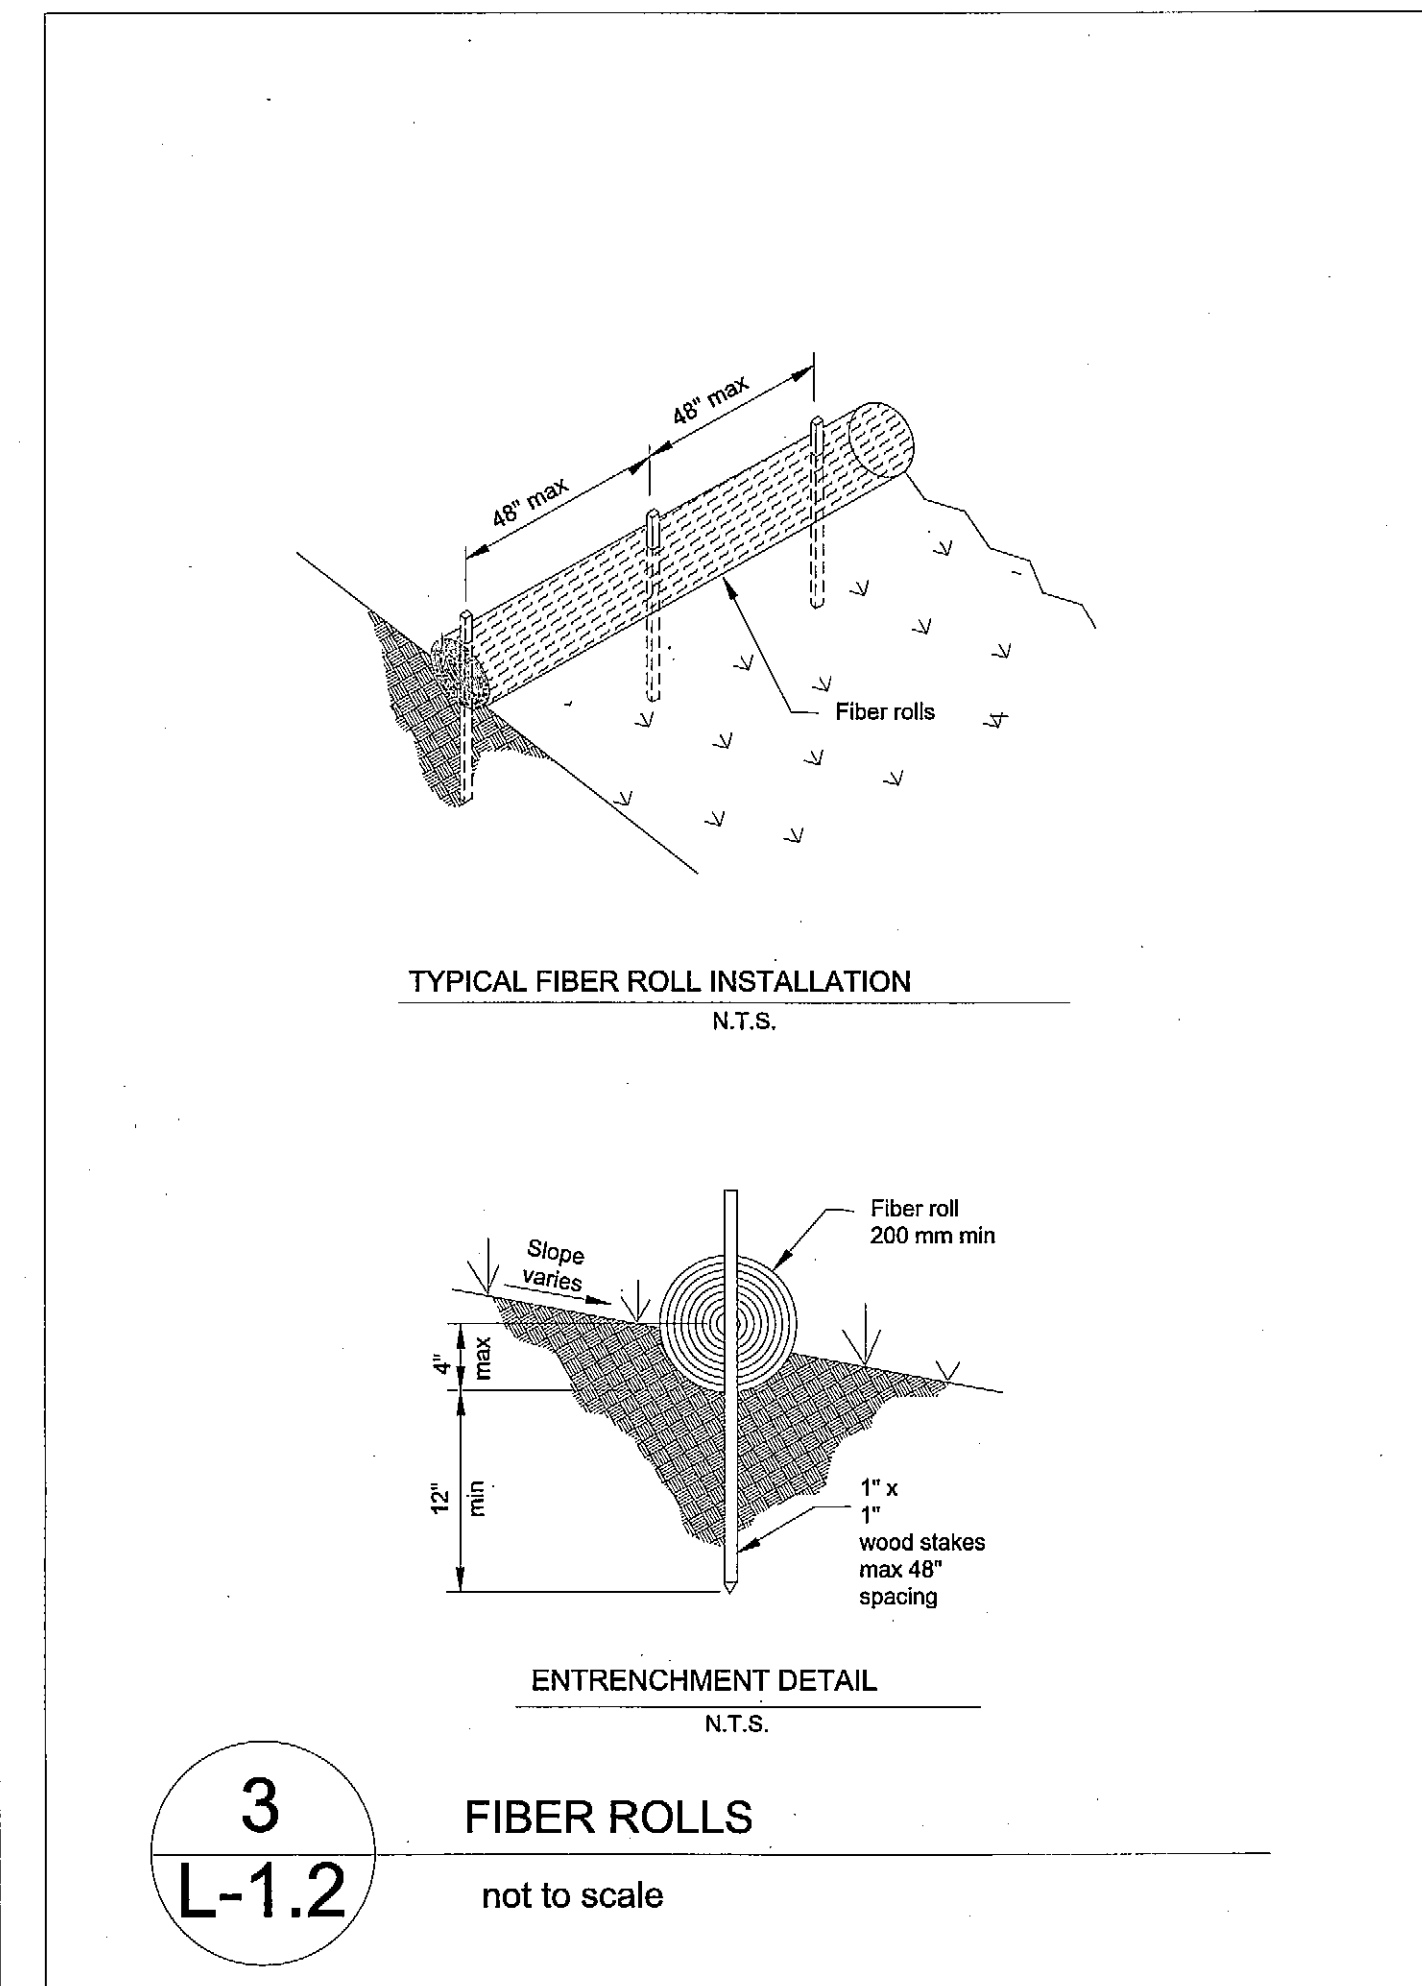 48" max
48" max
Fiber rolls
TYPICAL FIBER ROLL INSTALLATION
N.T.S.
Fiber roll
200 mm min
Slope
varies
4"
max
12"
min
1" x
1"
wood stakes
max 48"
spacing
ENTRENCHMENT DETAIL
N.T.S.
3
L-1.2
FIBER ROLLS
not to scale